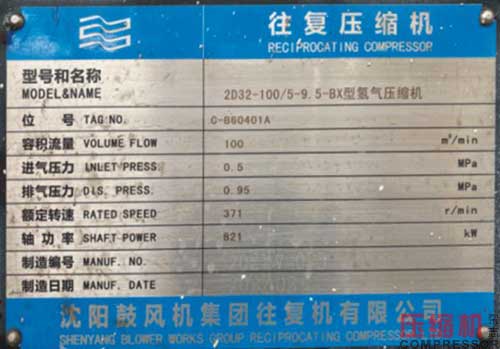 往复压缩机
RECIPROCATING COMPRESSOR
型号和名称
MODEL&NAME 2D32-100/5-9.5-BX型氢气压缩机
位 号 TAG NO. C-B60401A
容积流量 VOLUME FLOW 100 m³/min
进气压力 INLET PRESS. 0.5 MPa
排气压力 DIS. PRESS. 0.95 MPa
额定转速 RATED SPEED 371 r/min
轴 功 率 SHAFT POWER 821 kW
制造编号 MANUF. NO.
制造日期 MANUF. DATE
沈阳鼓风机集团往复机有限公司
SHENYANG BLOWER WORKS GROUP RECIPROCATING COMPRESSOR
压缩机
COMPRESSOR